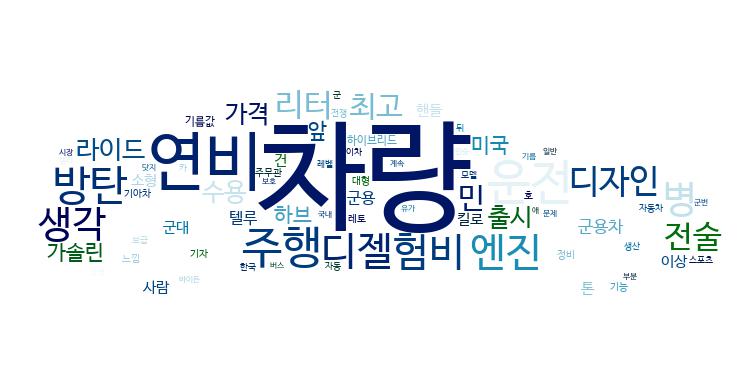 군
기름값 가격 리터 전쟁 최고 핸들
앞 뒤 일반
시장 라이드 하이브리드 미국
연비 차량 건 레벨 이차 계속 기름
닷지 카 주무관 모델 운전
방탄 소형 기아차 수용 보호 대형 민 디자인
군용 호 병 군번
생각 텔루 하브 국내 레토 유가 킬로 출시 애 자동차 문제
군대 군용차 전술
보급 주행 디젤 험비 엔진 생산
가솔린 느낌 기자 정비 이상 스포츠
한국 버스 자동
바이든 부분
사람 톤 기능